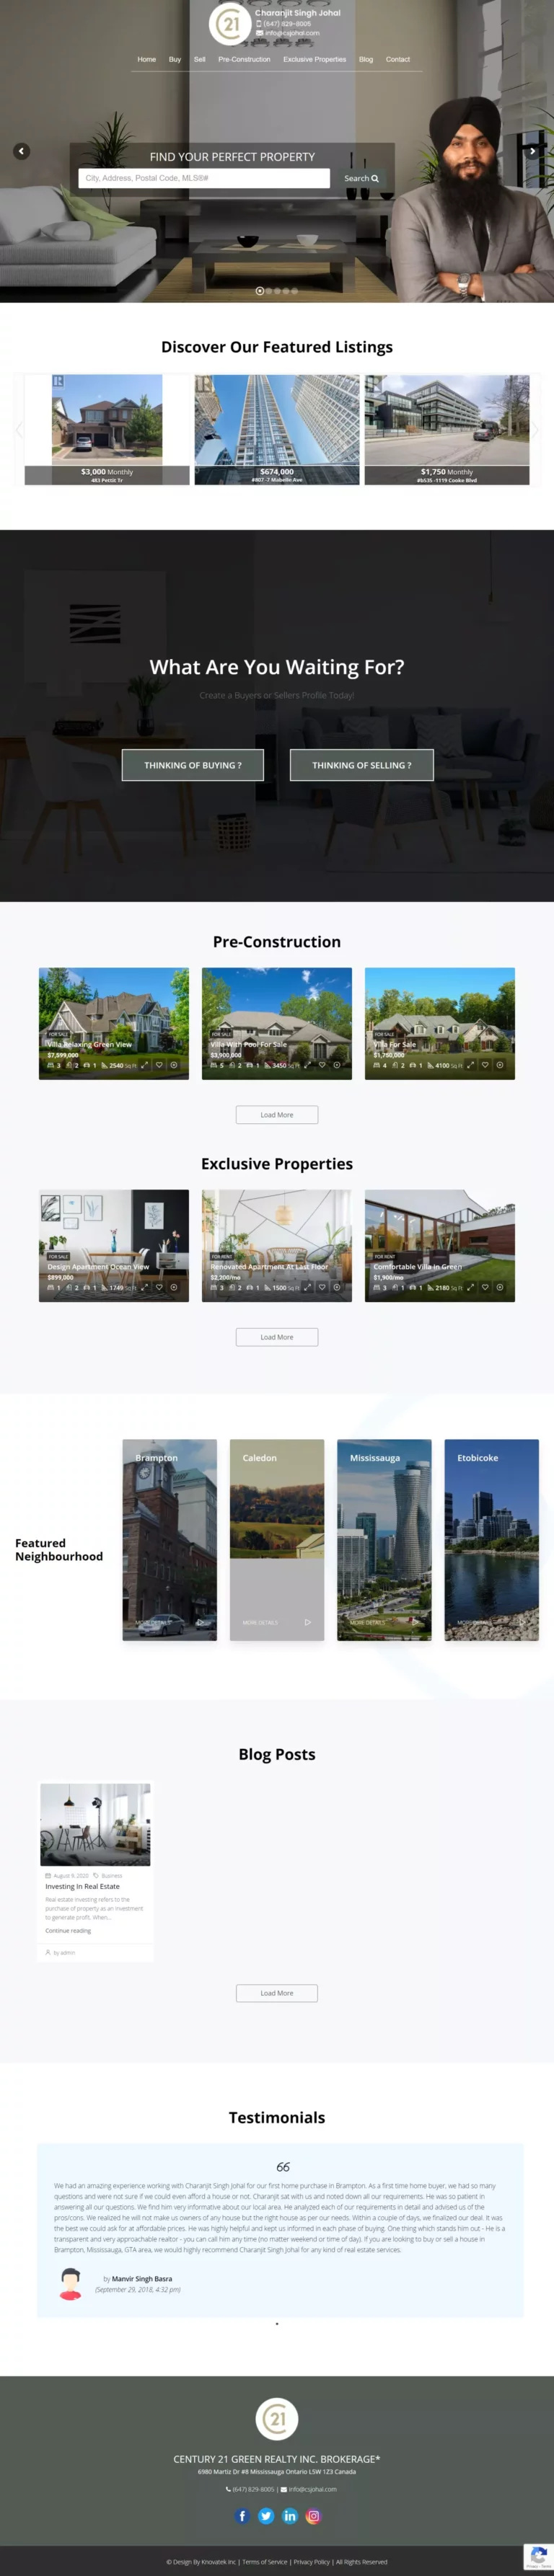 21
Charanjit Singh Johal
(647) 829-8005
info@csjohal.com
Home Buy Sell Pre-Construction Exclusive Properties Blog Contact
FIND YOUR PERFECT PROPERTY
City, Address, Postal Code, MLS®# Search
Discover Our Featured Listings
$3,000 Monthly
483 Pettit Tr
$674,000
#807 -7 Mabelle Ave
$1,750 Monthly
#b535 -1119 Cooke Blvd
What Are You Waiting For?
Create a Buyers or Sellers Profile Today!
THINKING OF BUYING ? THINKING OF SELLING ?
Pre-Construction
FOR SALE
Villa Relaxing Green View
$7,599,000
3 2 1 2540 Sq Ft
FOR SALE
Villa With Pool For Sale
$3,900,000
5 2 1 3450 Sq Ft
FOR SALE
Villa For Sale
$1,780,000
4 2 1 4100 Sq Ft
Load More
Exclusive Properties
FOR SALE
Design Apartment Ocean View
$899,000
1 2 1 1749 Sq Ft
FOR RENT
Renovated Apartment At Last Floor
$2,200/mo
3 2 1 1500 Sq Ft
FOR RENT
Comfortable Villa In Green
$1,900/mo
3 1 1 2180 Sq Ft
Load More
Featured
Neighbourhood
Brampton
MORE DETAILS
Caledon
MORE DETAILS
Mississauga
MORE DETAILS
Etobicoke
MORE DETAILS
Blog Posts
August 9, 2020 Business
Investing In Real Estate
Real estate investing refers to the
purchase of property as an investment
to generate profit. When...
Continue reading
by admin
Load More
Testimonials
We had an amazing experience working with Charanjit Singh Johal for our first home purchase in Brampton. As a first time home buyer, we had so many
questions and were not sure if we could even afford a house or not. Charanjit sat with us and noted down all our requirements. He was so patient in
answering all our questions. We find him very informative about our local area. He analyzed each of our requirements in detail and advised us of the
pros/cons. We realized he will not make us owners of any house but the right house as per our needs. Within a couple of days, we finalized our deal. It was
the best we could ask for at affordable prices. He was highly helpful and kept us informed in each phase of buying. One thing which stands him out - He is a
transparent and very approachable realtor - you can call him any time (no matter weekend or time of day). If you are looking to buy or sell a house in
Brampton, Mississauga, GTA area, we would highly recommend Charanjit Singh Johal for any kind of real estate services.
by Manvir Singh Basra
(September 29, 2018, 4:32 pm)
21
CENTURY 21 GREEN REALTY INC. BROKERAGE*
6980 Martiz Dr #8 Mississauga Ontario L5W 1Z3 Canada
(647) 829-8005 | info@csjohal.com
© Design By Knovatek Inc | Terms of Service | Privacy Policy | All Rights Reserved
Privacy - Terms